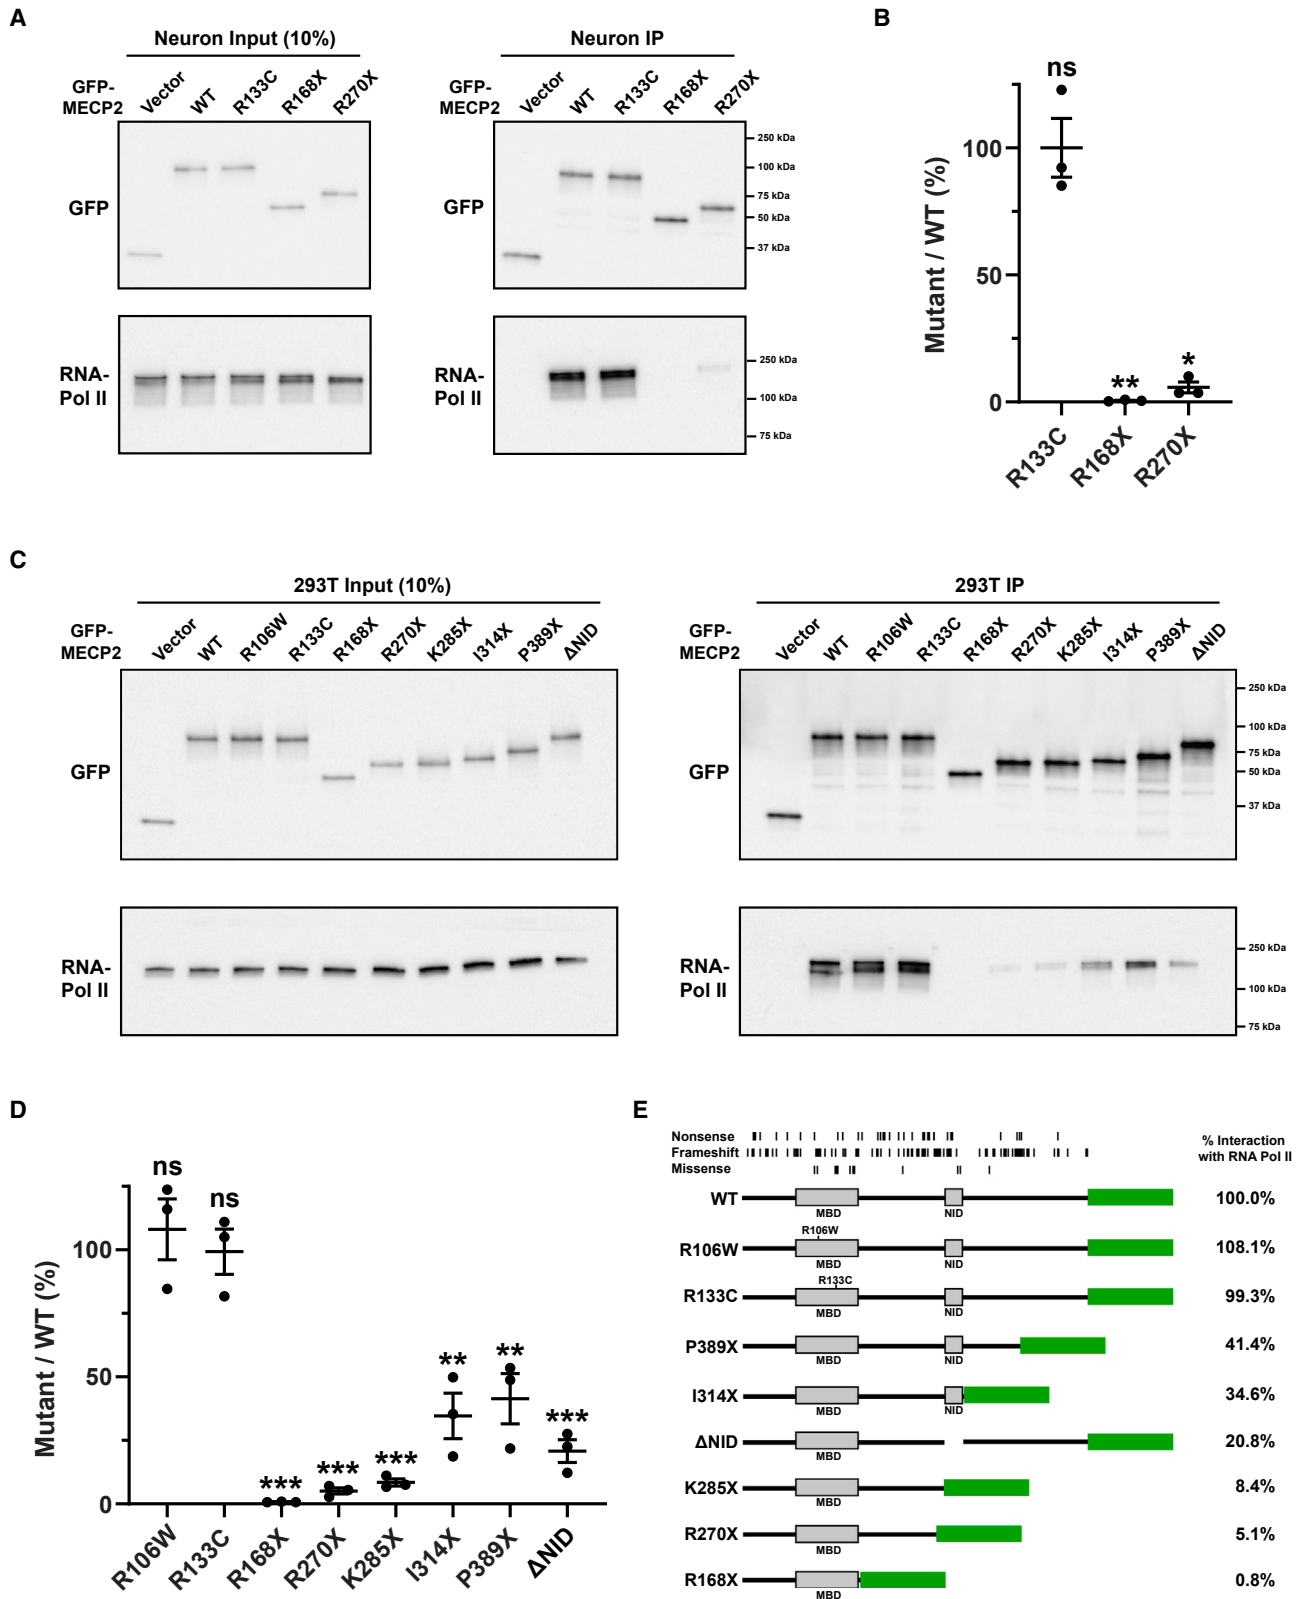 A
Neuron Input (10%)
Neuron IP
GFP-
MECP2
Vector
WT
R133C
R168X
R270X
GFP-
MECP2
Vector
WT
R133C
R168X
R270X
GFP
GFP
250 kDa
100 kDa
75 kDa
50 kDa
37 kDa
RNA-
Pol II
RNA-
Pol II
250 kDa
100 kDa
75 kDa
B
Mutant / WT (%)
100
50
0
ns
**
*
R133C
R168X
R270X
C
293T Input (10%)
293T IP
GFP-
MECP2
Vector
WT
R106W
R133C
R168X
R270X
K285X
I314X
P389X
ΔNID
GFP-
MECP2
Vector
WT
R106W
R133C
R168X
R270X
K285X
I314X
P389X
ΔNID
GFP
GFP
250 kDa
100 kDa
75 kDa
50 kDa
37 kDa
RNA-
Pol II
RNA-
Pol II
250 kDa
100 kDa
75 kDa
D
Mutant / WT (%)
100
50
0
ns
ns
***
***
***
**
**
***
R106W
R133C
R168X
R270X
K285X
I314X
P389X
ΔNID
E
Nonsense
Frameshift
Missense
% Interaction
with RNA Pol II
WT
MBD
NID
100.0%
R106W
R106W
MBD
NID
108.1%
R133C
R133C
MBD
NID
99.3%
P389X
MBD
NID
41.4%
I314X
MBD
NID
34.6%
ΔNID
MBD
20.8%
K285X
MBD
8.4%
R270X
MBD
5.1%
R168X
MBD
0.8%